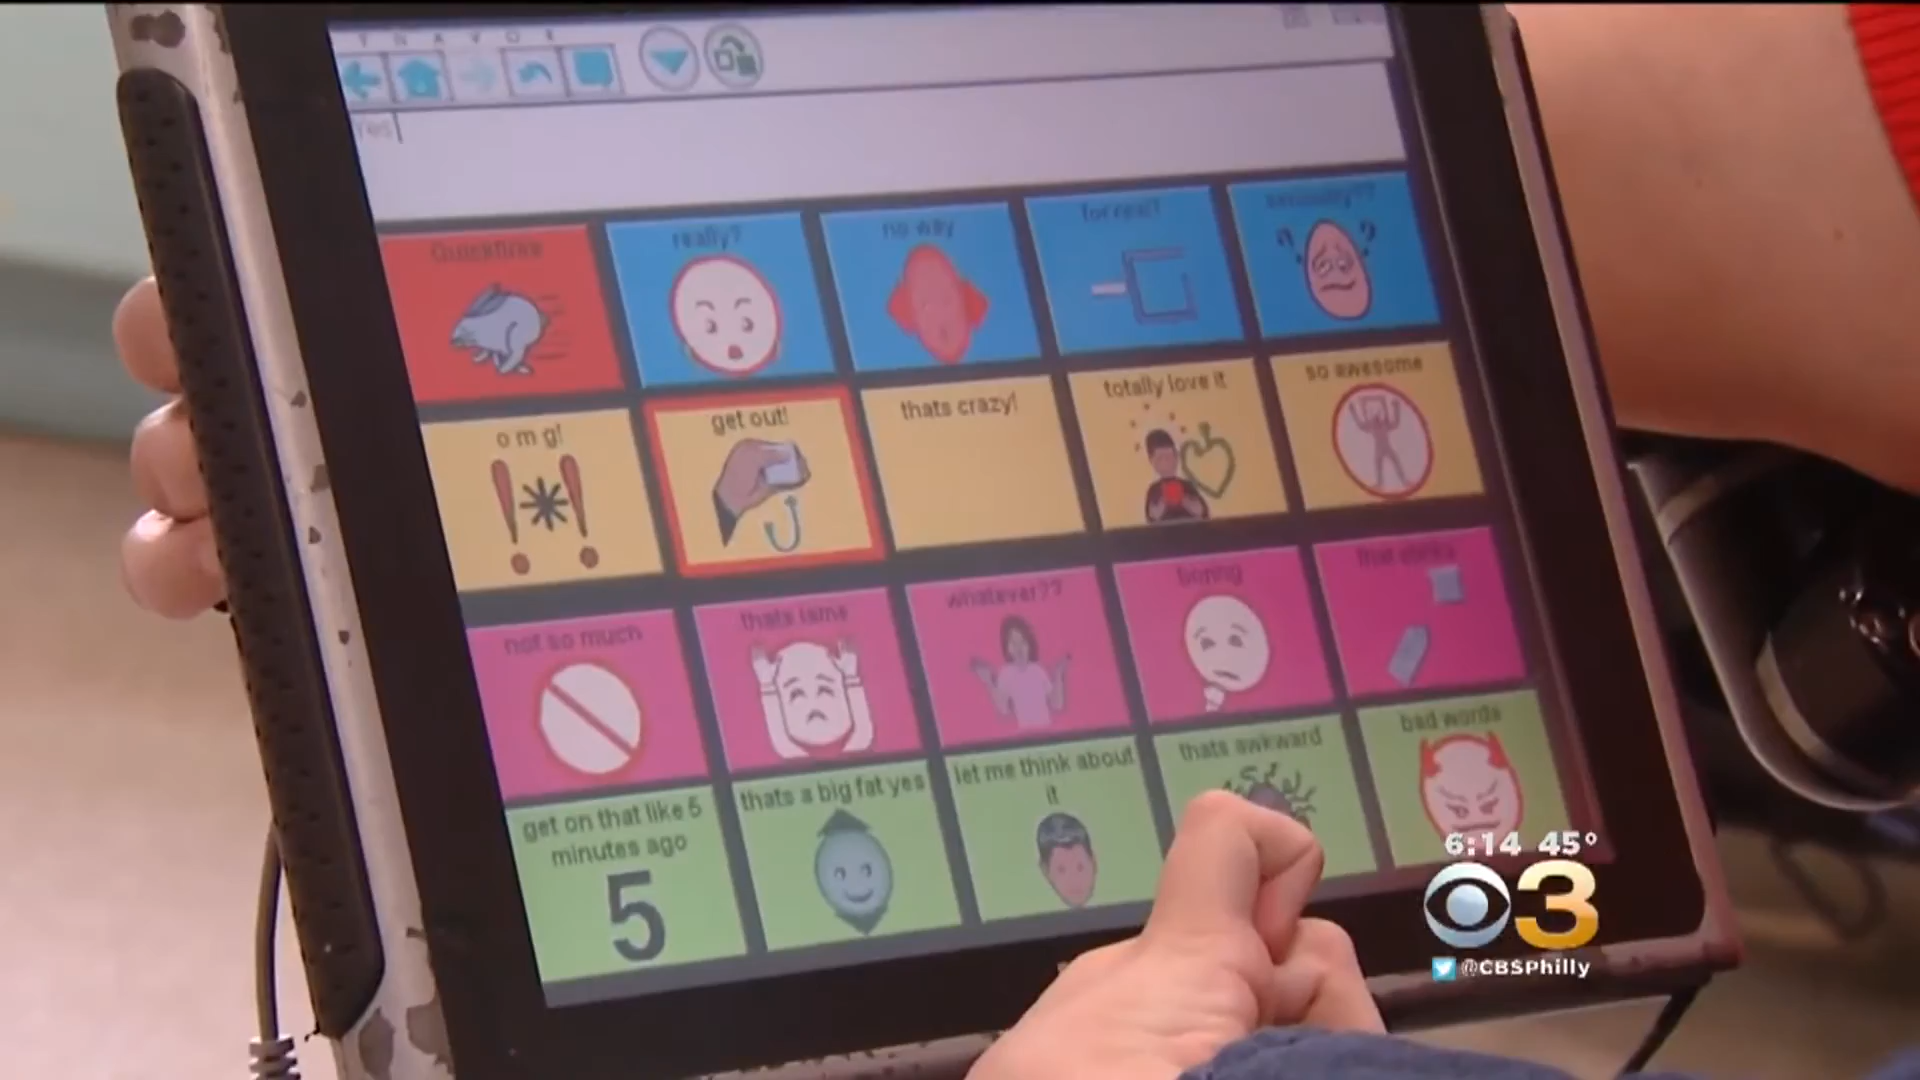 Yes
Quickfires
really?
no way
for real?
seriously??
o m g!
get out!
thats crazy!
totally love it
so awesome
not so much
thats lame
whatever??
boring
that stinks
get on that like 5
minutes ago
5
thats a big fat yes
let me think about
it
thats awkward
bad words
6:14 45°
3
@CBSPhilly